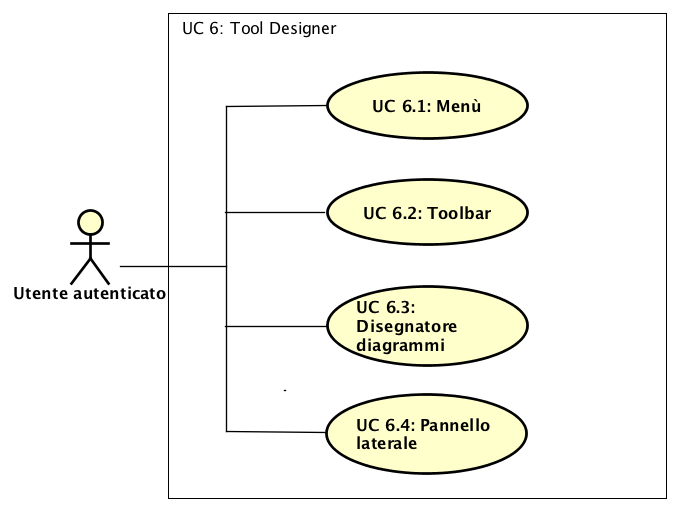 UC 6: Tool Designer
UC 6.1: Menù
UC 6.2: Toolbar
Utente autenticato
UC 6.3:
Disegnatore
diagrammi
UC 6.4: Pannello
laterale